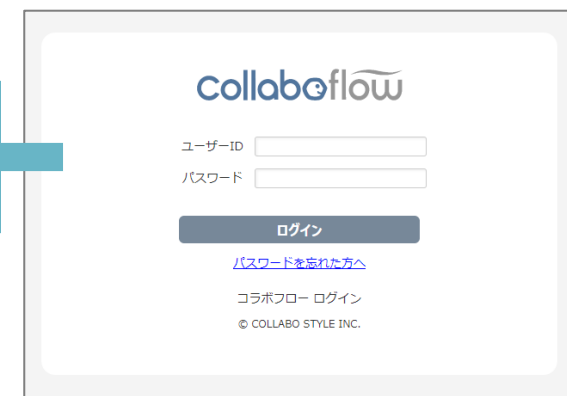 Collaboflow
ユーザーID
パスワード
ログイン
パスワードを忘れた方へ
コラボフロー ログイン
© COLLABO STYLE INC.